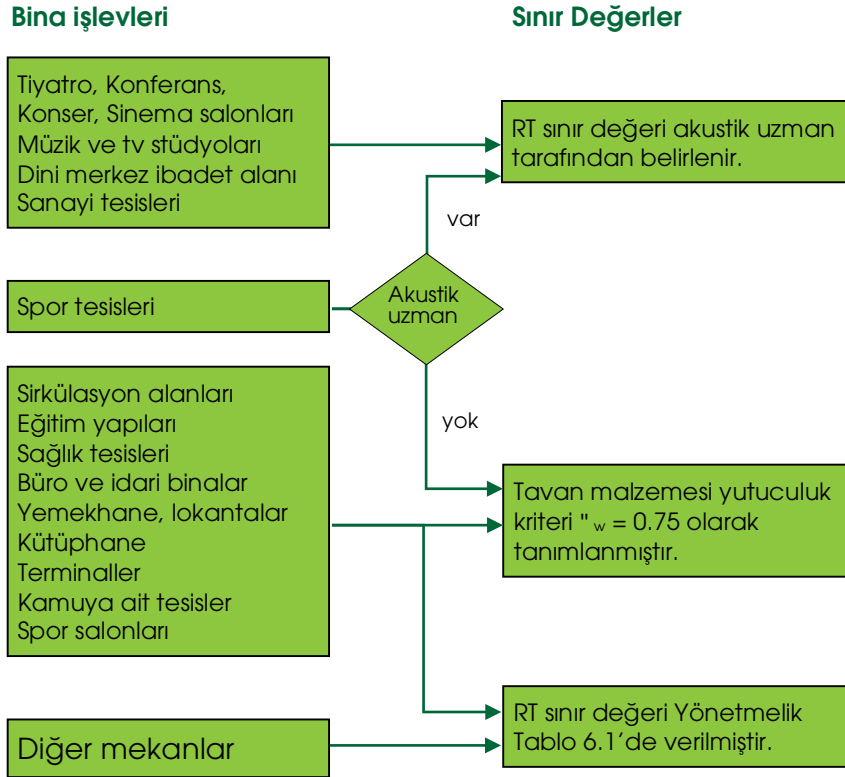 Bina işlevleri
Sınır Değerler
Tiyatro, Konferans,
Konser, Sinema salonları
Müzik ve tv stüdyoları
Dini merkez ibadet alanı
Sanayi tesisleri
RT sınır değeri akustik uzman
tarafından belirlenir.
var
Spor tesisleri
Akustik
uzman
yok
Sirkülasyon alanları
Eğitim yapıları
Sağlık tesisleri
Büro ve idari binalar
Yemekhane, lokantalar
Kütüphane
Terminaller
Kamuya ait tesisler
Spor salonları
Tavan malzemesi yutuculuk
kriteri " w = 0.75 olarak
tanımlanmıştır.
Diğer mekanlar
RT sınır değeri Yönetmelik
Tablo 6.1'de verilmiştir.